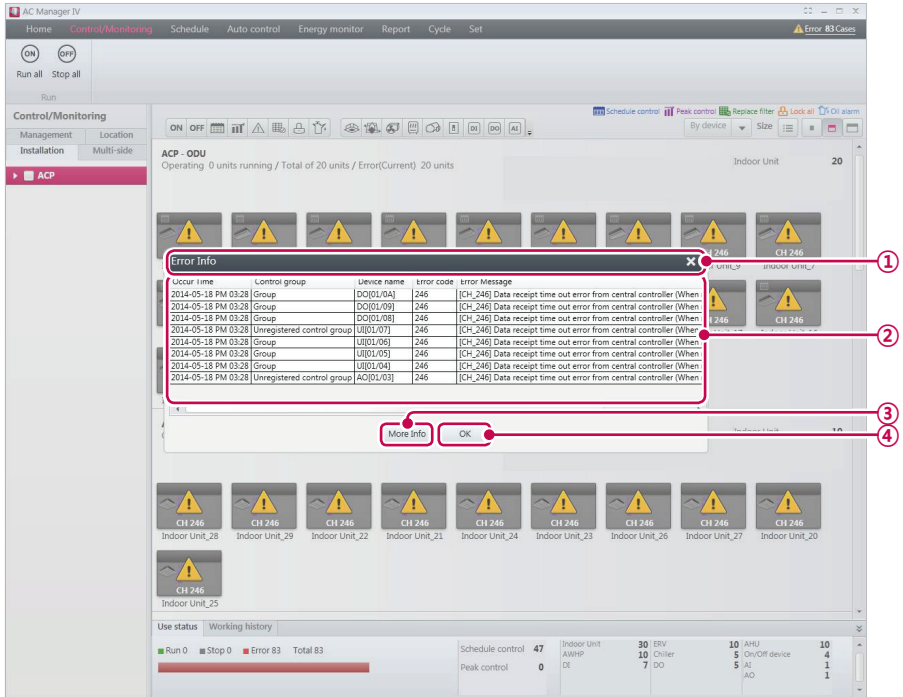 AC Manager IV
Home Control/Monitoring Schedule Auto control Energy monitor Report Cycle Set Error 83 Cases
ON OFF
Run all Stop all
Run
Control/Monitoring
Management Location
Installation Multi-side
ACP
Schedule control Peak control Replace filter Lock all Oil alarm
ON OFF DI DO AI By device Size
ACP - ODU
Operating 0 units running / Total of 20 units / Error(Current) 20 units
Indoor Unit 20
Error Info
①
Occur Time Control group Device name Error code Error Message
2014-05-18 PM 03:28 Group DO[01/0A] 246 [CH_246] Data receipt time out error from central controller (When
2014-05-18 PM 03:28 Group DO[01/09] 246 [CH_246] Data receipt time out error from central controller (When
2014-05-18 PM 03:28 Group DO[01/08] 246 [CH_246] Data receipt time out error from central controller (When
2014-05-18 PM 03:28 Unregistered control group UI[01/07] 246 [CH_246] Data receipt time out error from central controller (When
2014-05-18 PM 03:28 Group UI[01/06] 246 [CH_246] Data receipt time out error from central controller (When
2014-05-18 PM 03:28 Group UI[01/05] 246 [CH_246] Data receipt time out error from central controller (When
2014-05-18 PM 03:28 Group UI[01/04] 246 [CH_246] Data receipt time out error from central controller (When
2014-05-18 PM 03:28 Unregistered control group AO[01/03] 246 [CH_246] Data receipt time out error from central controller (When
②
246 CH 246
Unit_9 Indoor Unit_7
246 CH 246
③
More Info OK
④
CH 246 CH 246 CH 246 CH 246 CH 246 CH 246 CH 246 CH 246 CH 246
Indoor Unit_28 Indoor Unit_29 Indoor Unit_22 Indoor Unit_21 Indoor Unit_24 Indoor Unit_23 Indoor Unit_26 Indoor Unit_27 Indoor Unit_20
CH 246
Indoor Unit_25
Use status Working history
Run 0 Stop 0 Error 83 Total 83
Schedule control 47
Peak control 0
Indoor Unit 30 ERV 10 AHU 10
AWHP 10 Chiller 5 On/Off device 4
DI 7 DO 5 AI 1
AO 1